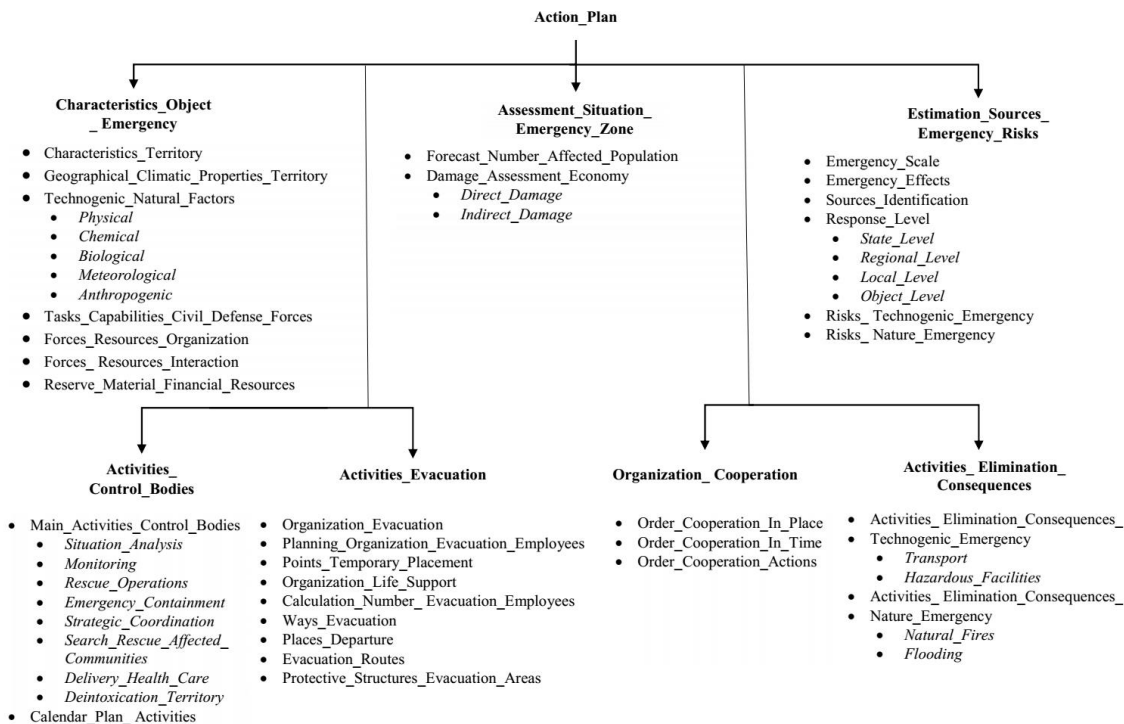 Action_Plan
Characteristics_Object
_ Emergency
• Characteristics_Territory
• Geographical_Climatic_Properties_Territory
• Technogenic_Natural_Factors
• Physical
• Chemical
• Biological
• Meteorological
• Anthropogenic
• Tasks_Capabilities_Civil_Defense_Forces
• Forces_Resources_Organization
• Forces_ Resources_Interaction
• Reserve_Material_Financial_Resources
Assessment_Situation_
Emergency_Zone
• Forecast_Number_Affected_Population
• Damage_Assessment_Economy
• Direct_Damage
• Indirect_Damage
Estimation_Sources_
Emergency_Risks
• Emergency_Scale
• Emergency_Effects
• Sources_Identification
• Response_Level
• State_Level
• Regional_Level
• Local_Level
• Object_Level
• Risks_ Technogenic_Emergency
• Risks_ Nature_Emergency
Activities_
Control_Bodies
• Main_Activities_Control_Bodies
• Situation_Analysis
• Monitoring
• Rescue_Operations
• Emergency_Containment
• Strategic_Coordination
• Search_Rescue_Affected_
Communities
• Delivery_Health_Care
• Deintoxication_Territory
• Calendar_Plan_ Activities
Activities_Evacuation
• Organization_Evacuation
• Planning_Organization_Evacuation_Employees
• Points_Temporary_Placement
• Organization_Life_Support
• Calculation_Number_ Evacuation_Employees
• Ways_Evacuation
• Places_Departure
• Evacuation_Routes
• Protective_Structures_Evacuation_Areas
Organization_ Cooperation
• Order_Cooperation_In_Place
• Order_Cooperation_In_Time
• Order_Cooperation_Actions
Activities_ Elimination_
Consequences
• Activities_ Elimination_Consequences_
• Technogenic_Emergency
• Transport
• Hazardous_Facilities
• Activities_ Elimination_Consequences_
• Nature_Emergency
• Natural_Fires
• Flooding